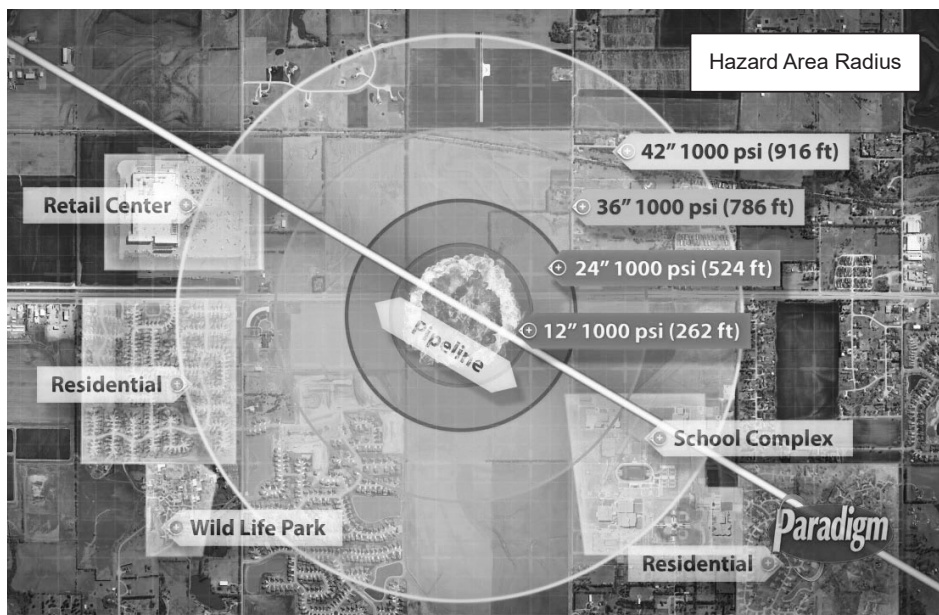 Hazard Area Radius
42” 1000 psi (916 ft)
Retail Center
36” 1000 psi (786 ft)
24” 1000 psi (524 ft)
12” 1000 psi (262 ft)
Pipeline
Residential
School Complex
Wild Life Park
Paradigm
Residential